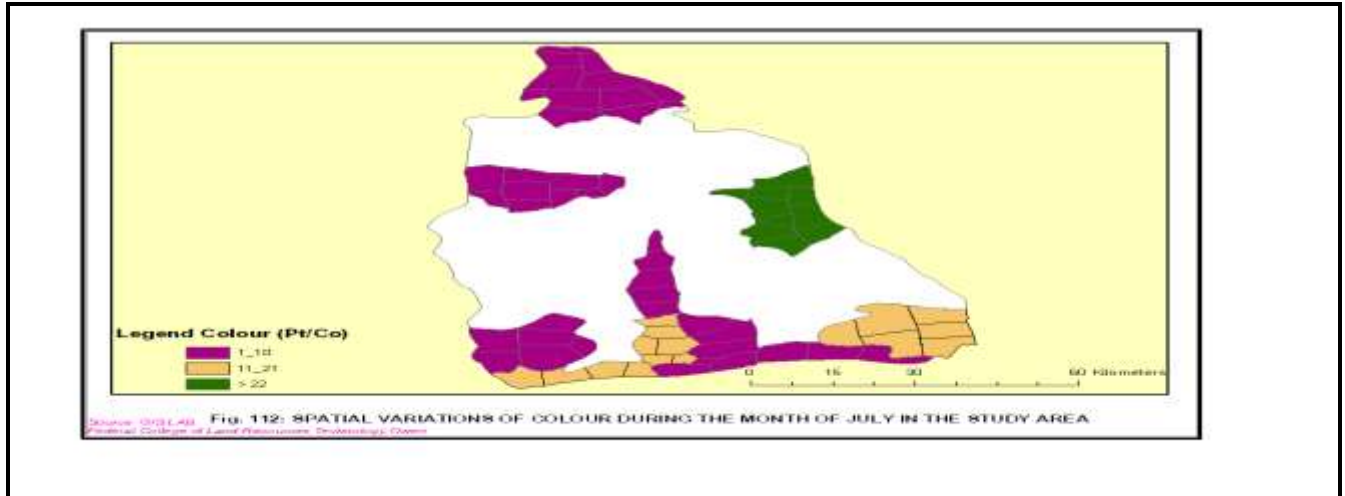 Legend Colour (Pt/Co)
1_10
11_21
> 22
0 15 30 60 Kilometers
Fig. 112: SPATIAL VARIATIONS OF COLOUR DURING THE MONTH OF JULY IN THE STUDY AREA
Source: GIS LAB
Federal College of Land Resources Technology, Owerri